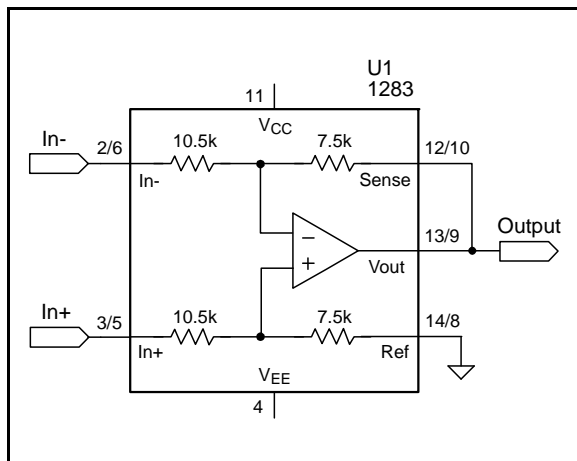 U1
1283
11
VCC
In-
2/6
10.5k
7.5k
12/10
In-
Sense
Output
13/9
Vout
In+
3/5
10.5k
7.5k
14/8
In+
Ref
VEE
4